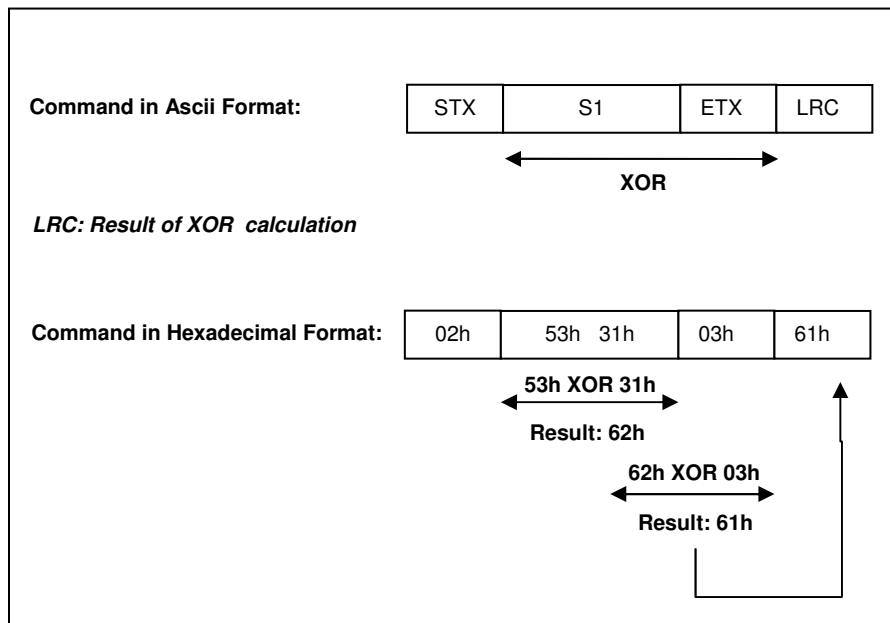 Command in Ascii Format: STX S1 ETX LRC
XOR
LRC: Result of XOR calculation
Command in Hexadecimal Format: 02h 53h 31h 03h 61h
53h XOR 31h
Result: 62h
62h XOR 03h
Result: 61h